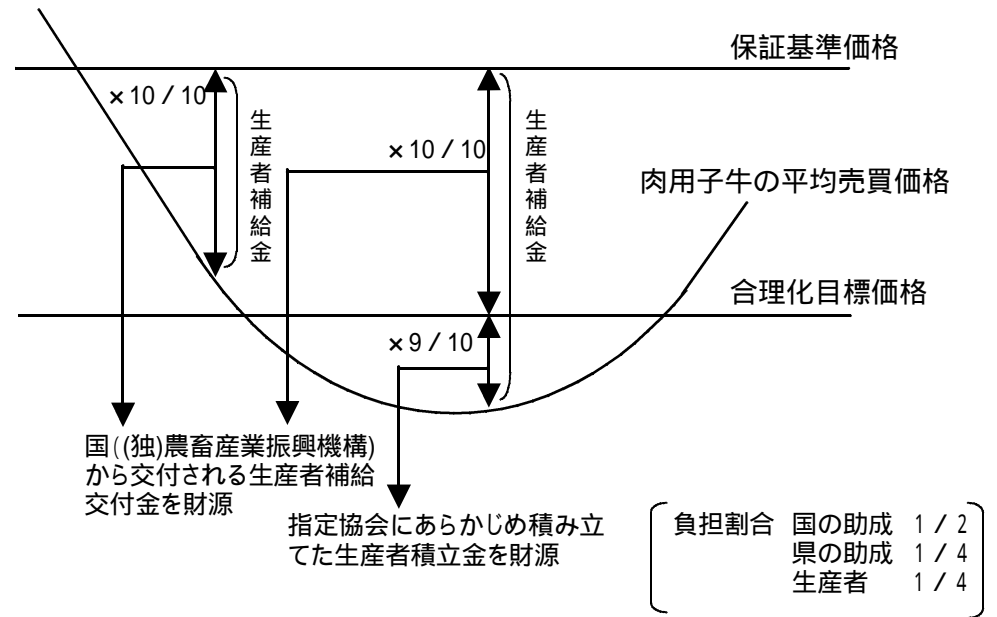 保証基準価格
×10/10
生産者補給金
×10/10
生産者補給金
肉用子牛の平均売買価格
合理化目標価格
×9/10
国((独)農畜産業振興機構)
から交付される生産者補給
交付金を財源
指定協会にあらかじめ積み立
てた生産者積立金を財源
負担割合 国の助成 1/2
県の助成 1/4
生産者 1/4